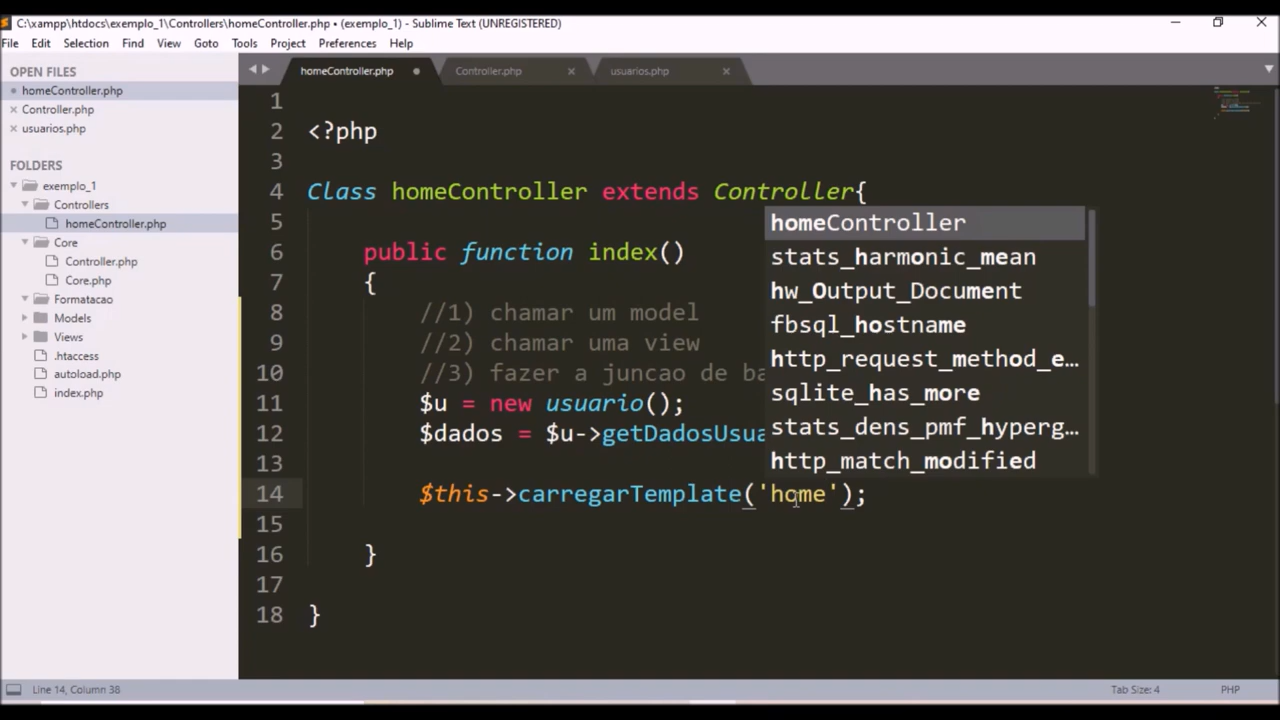 C:\xampp\htdocs\exemplo_1\Controllers\homeController.php • (exemplo_1) - Sublime Text (UNREGISTERED)
File Edit Selection Find View Goto Tools Project Preferences Help
OPEN FILES
homeController.php
Controller.php
usuarios.php
FOLDERS
exemplo_1
Controllers
homeController.php
Core
Controller.php
Core.php
Formatacao
Models
Views
.htaccess
autoload.php
index.php
homeController.php Controller.php usuarios.php
1
2 <?php
3
4 Class homeController extends Controller{
5
6 public function index()
7 {
8 //1) chamar um model
9 //2) chamar uma view
10 //3) fazer a juncao de ba
11 $u = new usuario();
12 $dados = $u->getDadosUsua
13
14 $this->carregarTemplate('home');
15
16 }
17
18 }
homeController
stats_harmonic_mean
hw_Output_Document
fbsql_hostname
http_request_method_e…
sqlite_has_more
stats_dens_pmf_hyperg…
http_match_modified
Line 14, Column 38
Tab Size: 4
PHP